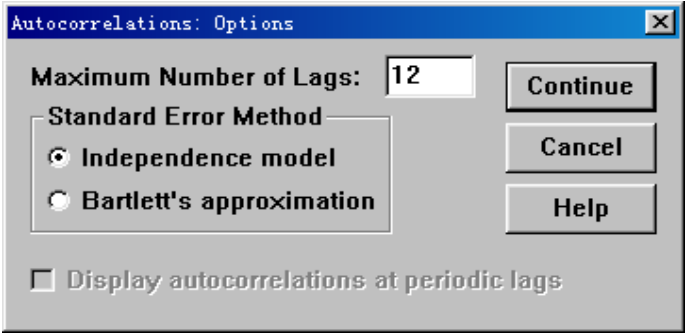 Autocorrelations: Options
Maximum Number of Lags: 12
Continue
Standard Error Method
Independence model
Cancel
Bartlett's approximation
Help
Display autocorrelations at periodic lags